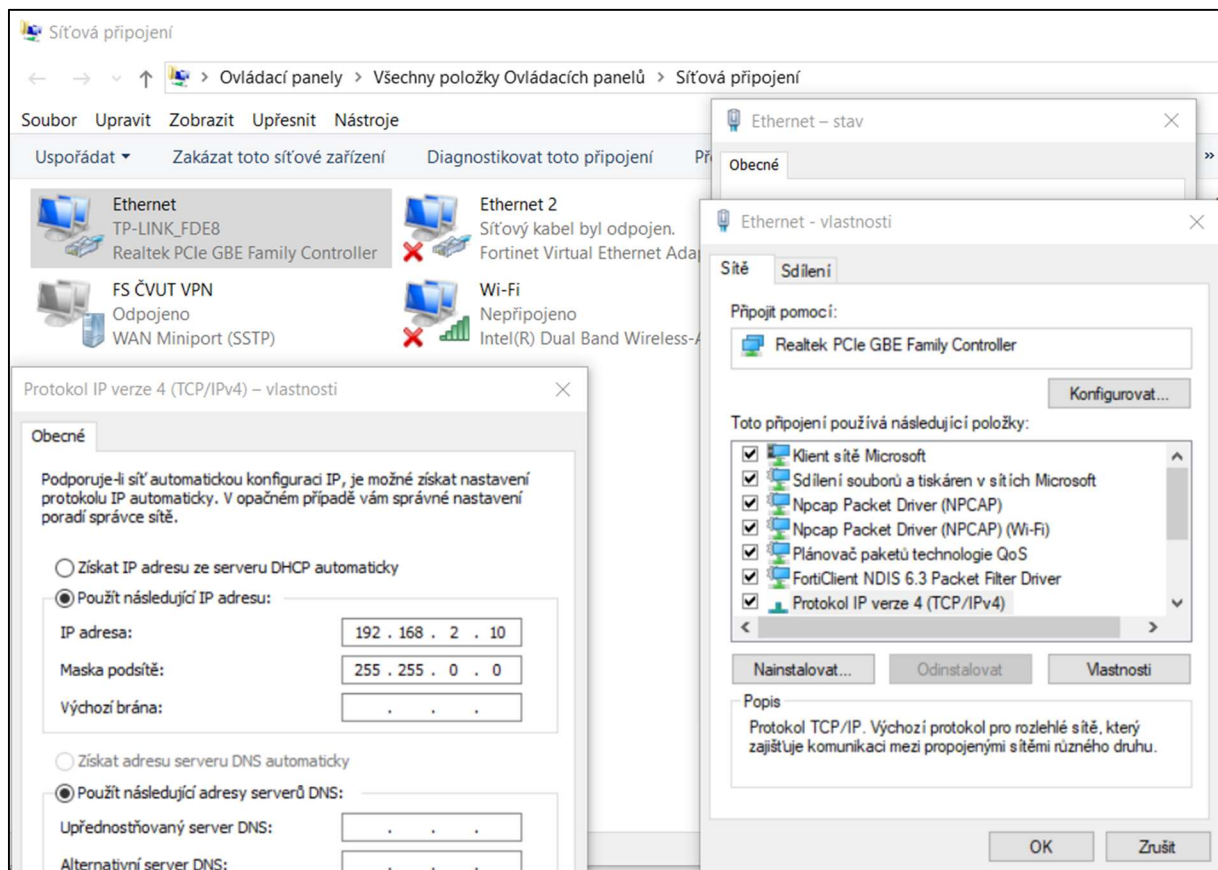 Síťová připojení
Ovládací panely > Všechny položky Ovládacích panelů > Síťová připojení
Soubor Upravit Zobrazit Upřesnit Nástroje
Uspořádat Zakázat toto síťové zařízení Diagnostikovat toto připojení »
Ethernet
TP-LINK_FDE8
Realtek PCIe GBE Family Controller
Ethernet 2
Síťový kabel byl odpojen.
Fortinet Virtual Ethernet
FS ČVUT VPN
Odpojeno
WAN Miniport (SSTP)
Wi-Fi
Nepřipojeno
Intel(R) Dual Band
Ethernet – stav
Obecné
Ethernet - vlastnosti
Sítě Sdílení
Připojit pomocí:
Realtek PCIe GBE Family Controller
Konfigurovat...
Toto připojení používá následující položky:
Klient sítě Microsoft
Sdílení souborů a tiskáren v sítích Microsoft
Npcap Packet Driver (NPCAP)
Npcap Packet Driver (NPCAP) (Wi-Fi)
Plánovač paketů technologie QoS
FortiClient NDIS 6.3 Packet Filter Driver
Protokol IP verze 4 (TCP/IPv4)
Nainstalovat... Odinstalovat Vlastnosti
Popis
Protokol TCP/IP. Výchozí protokol pro rozlehlé sítě, který
zajišťuje komunikaci mezi propojenými sítěmi různého druhu.
OK Zrušit
Protokol IP verze 4 (TCP/IPv4) – vlastnosti
Obecné
Podporuje-li síť automatickou konfiguraci IP, je možné získat nastavení
protokolu IP automaticky. V opačném případě vám správné nastavení
poradí správce sítě.
Získat IP adresu ze serveru DHCP automaticky
Použít následující IP adresu:
IP adresa: 192 . 168 . 2 . 10
Maska podsítě: 255 . 255 . 0 . 0
Výchozí brána: . . .
Získat adresu serveru DNS automaticky
Použít následující adresy serverů DNS:
Upřednostňovaný server DNS: . . .
Alternativní server DNS: . . .